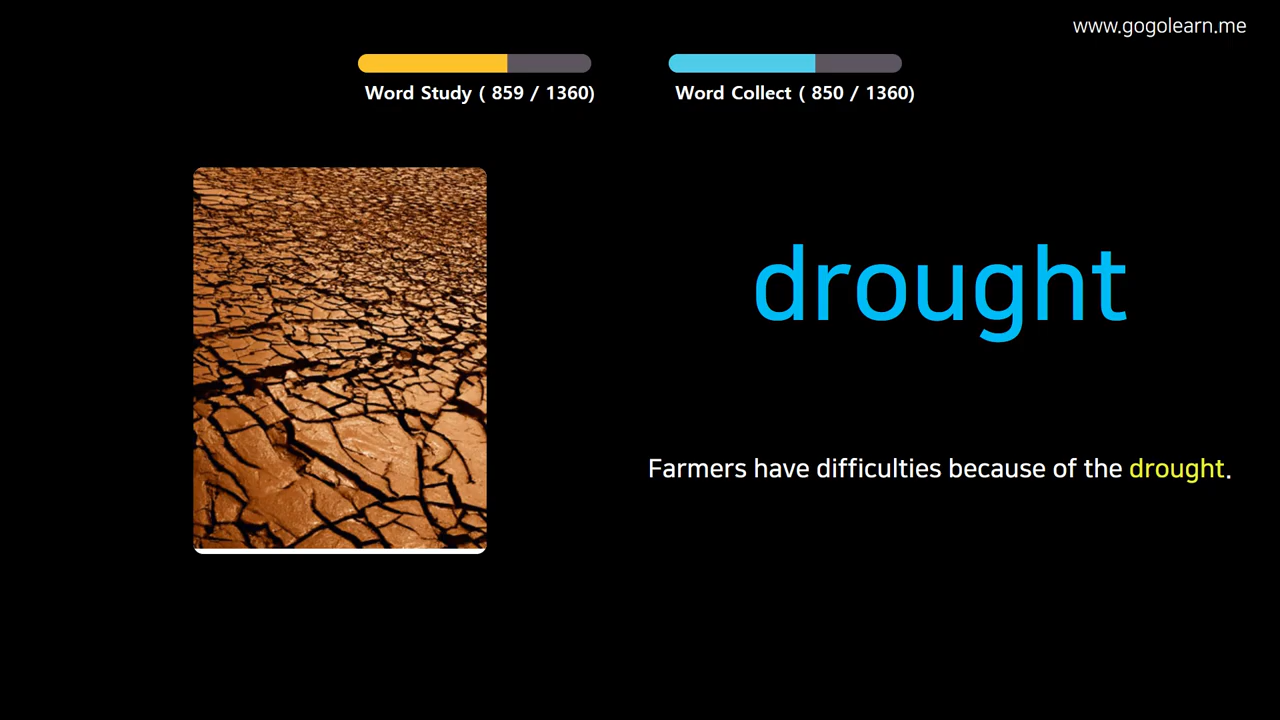 www.gogolearn.me
Word Study ( 859 / 1360)
Word Collect ( 850 / 1360)
drought
Farmers have difficulties because of the drought.